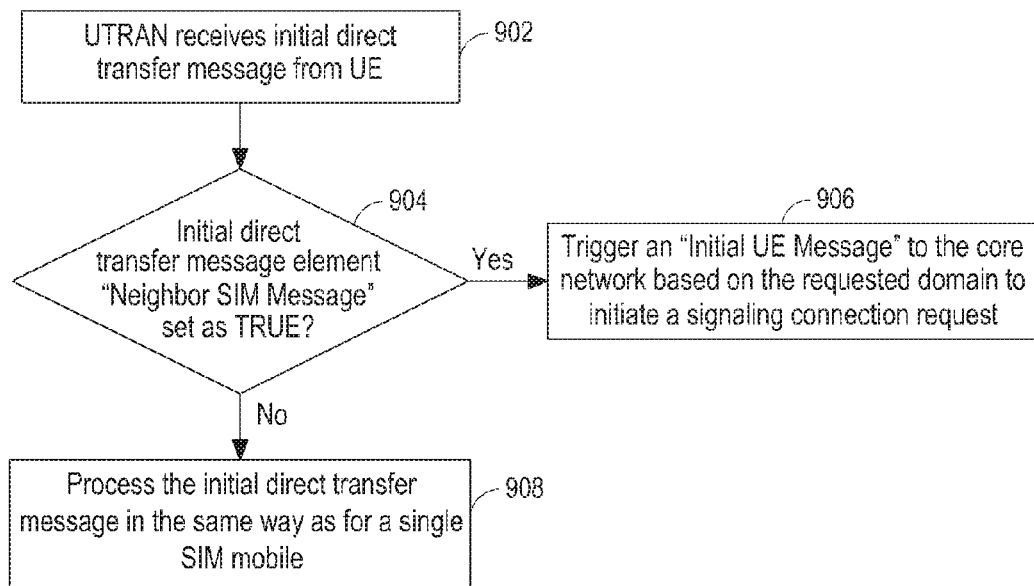 UTRAN receives initial direct
transfer message from UE
902
904
Initial direct
transfer message element
“Neighbor SIM Message”
set as TRUE?
Yes
906
Trigger an “Initial UE Message” to the core
network based on the requested domain to
initiate a signaling connection request
No
Process the initial direct transfer
message in the same way as for a single
SIM mobile
908